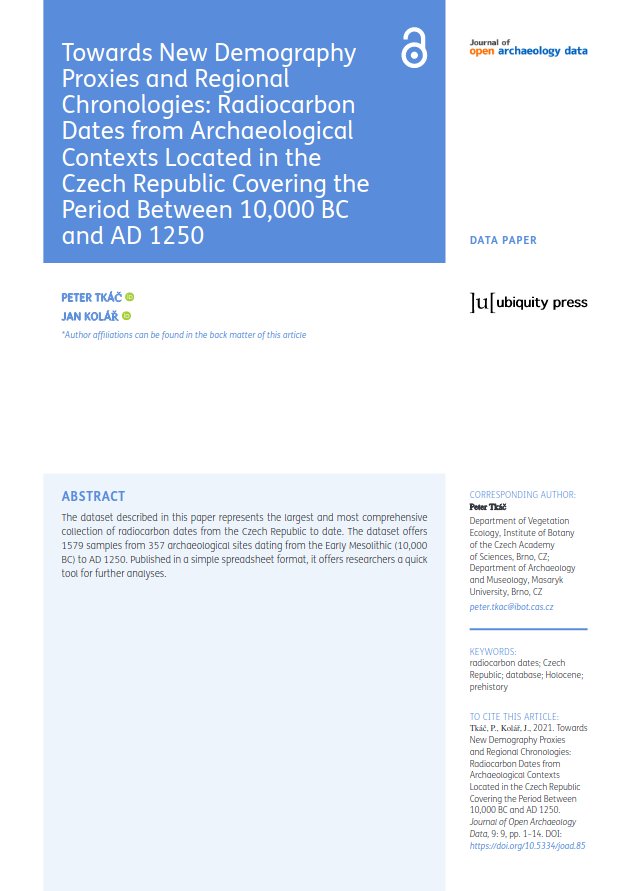 Towards New Demography
Proxies and Regional
Chronologies: Radiocarbon
Dates from Archaeological
Contexts Located in the
Czech Republic Covering the
Period Between 10,000 BC
and AD 1250
Journal of
open archaeology data
DATA PAPER
PETER TKÁČ
JAN KOLÁŘ
*Author affiliations can be found in the back matter of this article
]u[ ubiquity press
ABSTRACT
The dataset described in this paper represents the largest and most comprehensive
collection of radiocarbon dates from the Czech Republic to date. The dataset offers
1579 samples from 357 archaeological sites dating from the Early Mesolithic (10,000
BC) to AD 1250. Published in a simple spreadsheet format, it offers researchers a quick
tool for further analyses.
CORRESPONDING AUTHOR:
Peter Tkáč
Department of Vegetation
Ecology, Institute of Botany
of the Czech Academy
of Sciences, Brno, CZ;
Department of Archaeology
and Museology, Masaryk
University, Brno, CZ
peter.tkac@ibot.cas.cz
KEYWORDS:
radiocarbon dates; Czech
Republic; database; Holocene;
prehistory
TO CITE THIS ARTICLE:
Tkáč, P., Kolář, J., 2021. Towards
New Demography Proxies
and Regional Chronologies:
Radiocarbon Dates from
Archaeological Contexts
Located in the Czech Republic
Covering the Period Between
10,000 BC and AD 1250.
Journal of Open Archaeology
Data, 9: 9, pp. 1–14. DOI:
https://doi.org/10.5334/joad.85